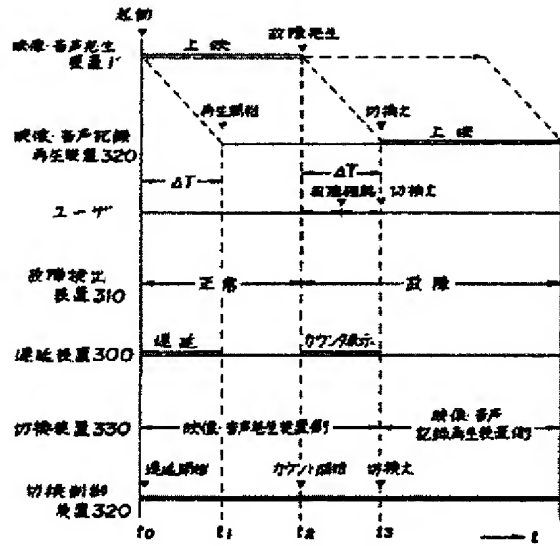 起動
映像・音声発生
装置1'
上映
故障発生
再生開始
切換え
映像・音声記録
再生装置320
上映
ΔT
ΔT
故障認識
切換え
ユーザ
故障検出
装置310
正常
故障
遅延装置300
遅延
カウンタ表示
切換装置330
映像・音声発生装置側
映像・音声
記録再生装置側
遅延開始
カウント開始
切換え
切換制御
装置320
t0
t1
t2
t3
t